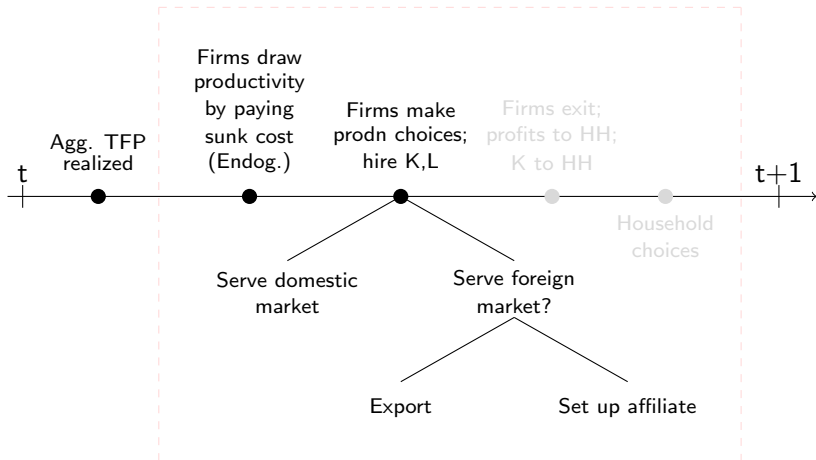 Firms draw
productivity
by paying
sunk cost
(Endog.)
Firms make
prodn choices;
hire K,L
Firms exit;
profits to HH;
K to HH
Agg. TFP
realized
t
t+1
Household
choices
Serve domestic
market
Serve foreign
market?
Export
Set up affiliate